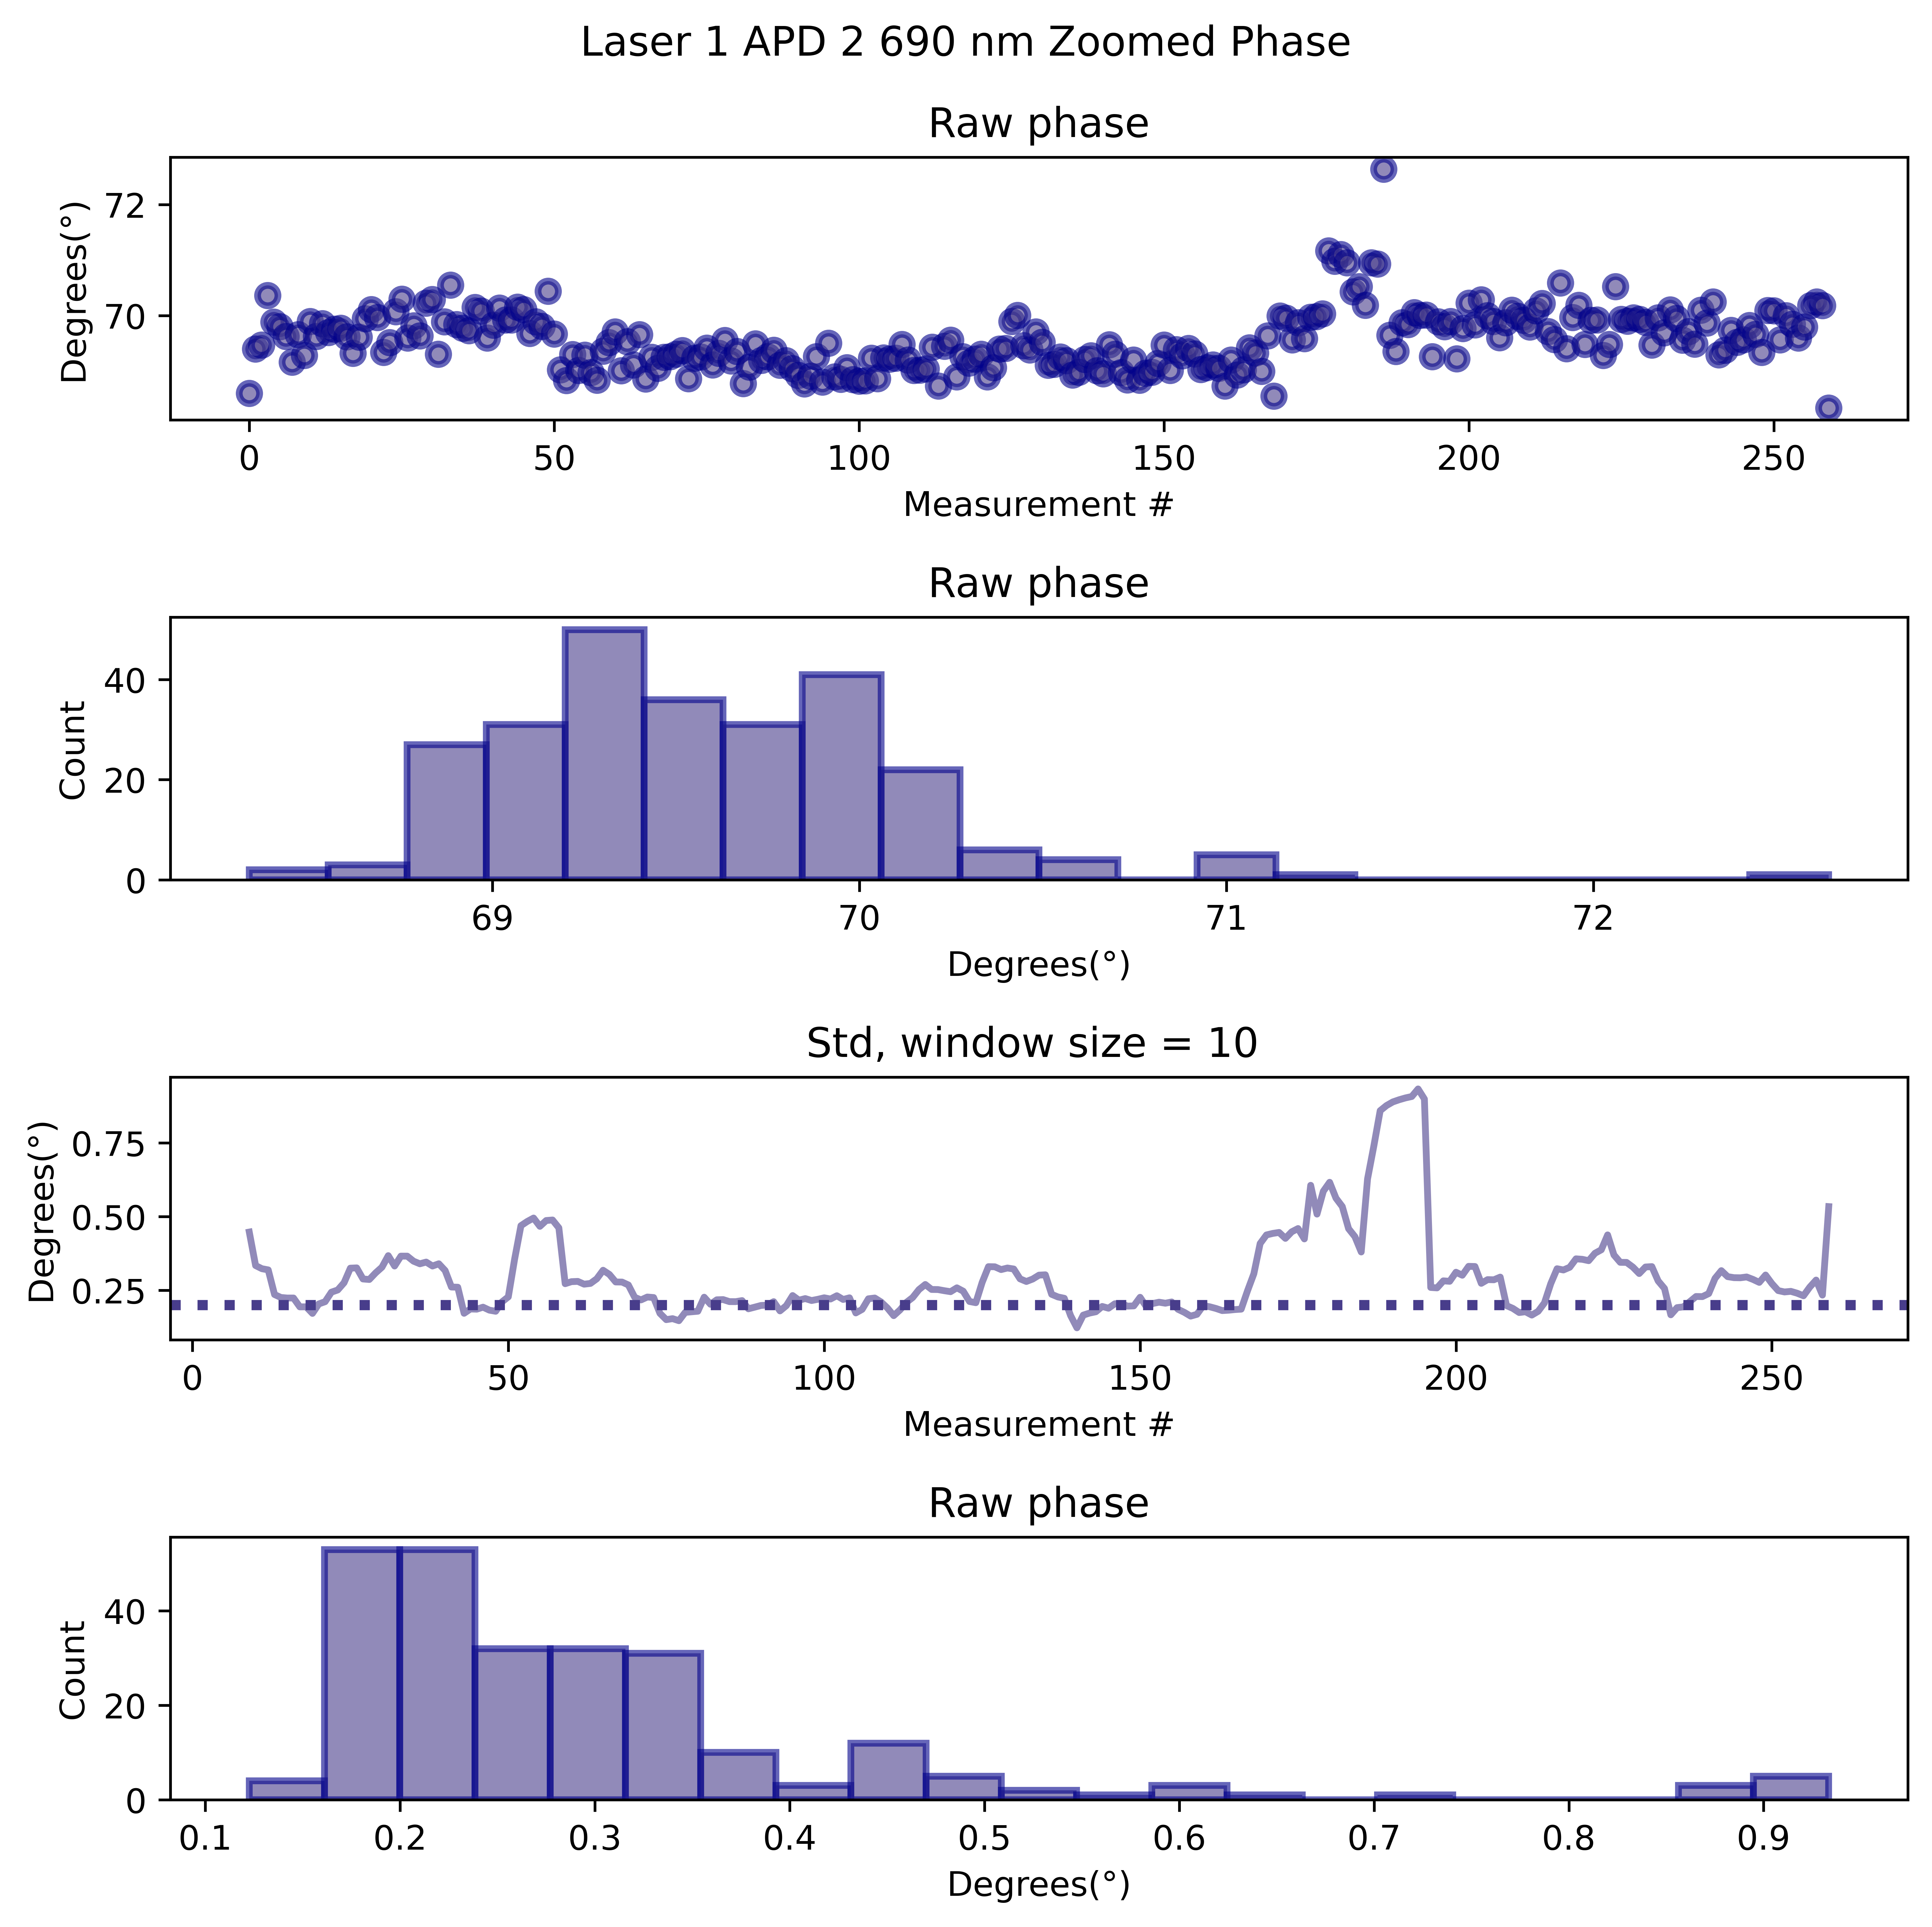 Laser 1 APD 2 690 nm Zoomed Phase
Raw phase
Degrees(°)
72
70
0 50 100 150 200 250
Measurement #
Raw phase
Count
40
20
0
69 70 71 72
Degrees(°)
Std, window size = 10
Degrees(°)
0.75
0.50
0.25
0 50 100 150 200 250
Measurement #
Raw phase
Count
40
20
0
0.1 0.2 0.3 0.4 0.5 0.6 0.7 0.8 0.9
Degrees(°)